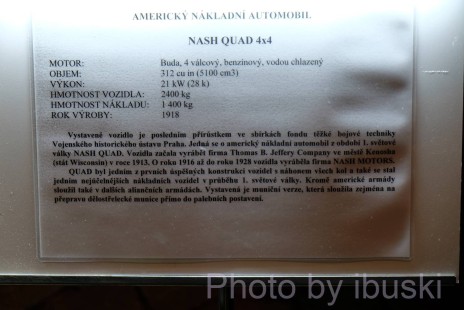 AMERICKÝ NÁKLADNÍ AUTOMOBIL
NASH QUAD 4x4
MOTOR: Buda, 4 válcový, benzínový, vodou chlazený
OBJEM: 312 cu in (5100 cm3)
VÝKON: 21 kW (28 k)
HMOTNOST VOZIDLA: 2400 kg
HMOTNOST NÁKLADU: 1 400 kg
ROK VÝROBY: 1918
Vystavené vozidlo je posledním přírůstkem ve sbírkách fondu těžké bojové techniky
Vojenského historického ústavu Praha. Jedná se o americký nákladní automobil z období 1. světové
války NASH QUAD. Vozidla začala vyrábět firma Thomas B. Jeffery Company ve městě Kenosha
(stát Wisconsin) v roce 1913. O roku 1916 až do roku 1928 vozidla vyráběla firma NASH MOTORS.
QUAD byl jedním z prvních úspěšných konstrukcí vozidel s náhonem všech kol a také se stal
jedním nejúčelnějších nákladních vozidel v průběhu 1. světové války. Kromě americké armády
sloužil také v dalších aliančních armádách. Vystavená je muniční verze, která sloužila zejména na
přepravu dělostřelecké munice přímo do palebních postavení.
Photo by ibuski